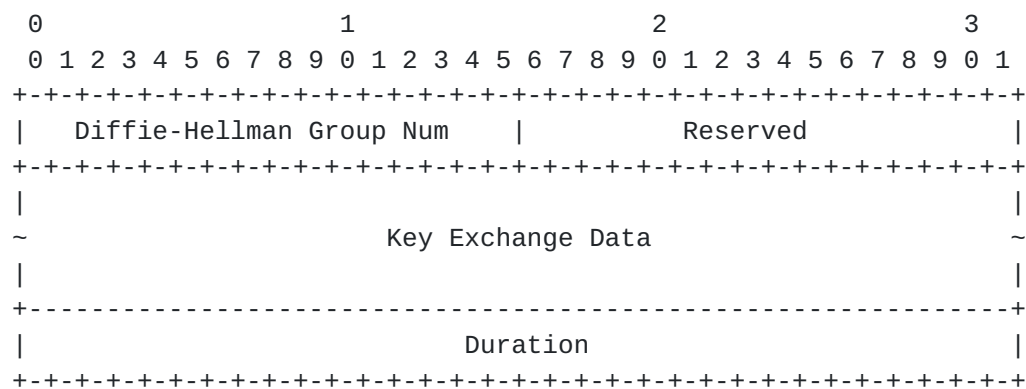 0                   1                   2                   3
 0 1 2 3 4 5 6 7 8 9 0 1 2 3 4 5 6 7 8 9 0 1 2 3 4 5 6 7 8 9 0 1
+-+-+-+-+-+-+-+-+-+-+-+-+-+-+-+-+-+-+-+-+-+-+-+-+-+-+-+-+-+-+-+-+
|   Diffie-Hellman Group Num    |          Reserved             |
+-+-+-+-+-+-+-+-+-+-+-+-+-+-+-+-+-+-+-+-+-+-+-+-+-+-+-+-+-+-+-+-+
|                                                               |
~                       Key Exchange Data                       ~
|                                                               |
+---------------------------------------------------------------+
|                            Duration                           |
+-+-+-+-+-+-+-+-+-+-+-+-+-+-+-+-+-+-+-+-+-+-+-+-+-+-+-+-+-+-+-+-+